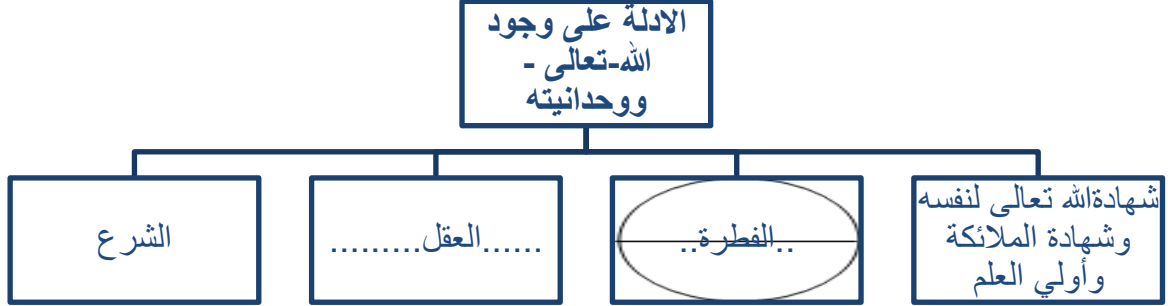 الادلة على وجود
الله-تعالى -
ووحدانيته
شهادةالله تعالى لنفسه
وشهادة الملائكة
وأولي العلم
..الفطرة..
......العقل.........
الشرع